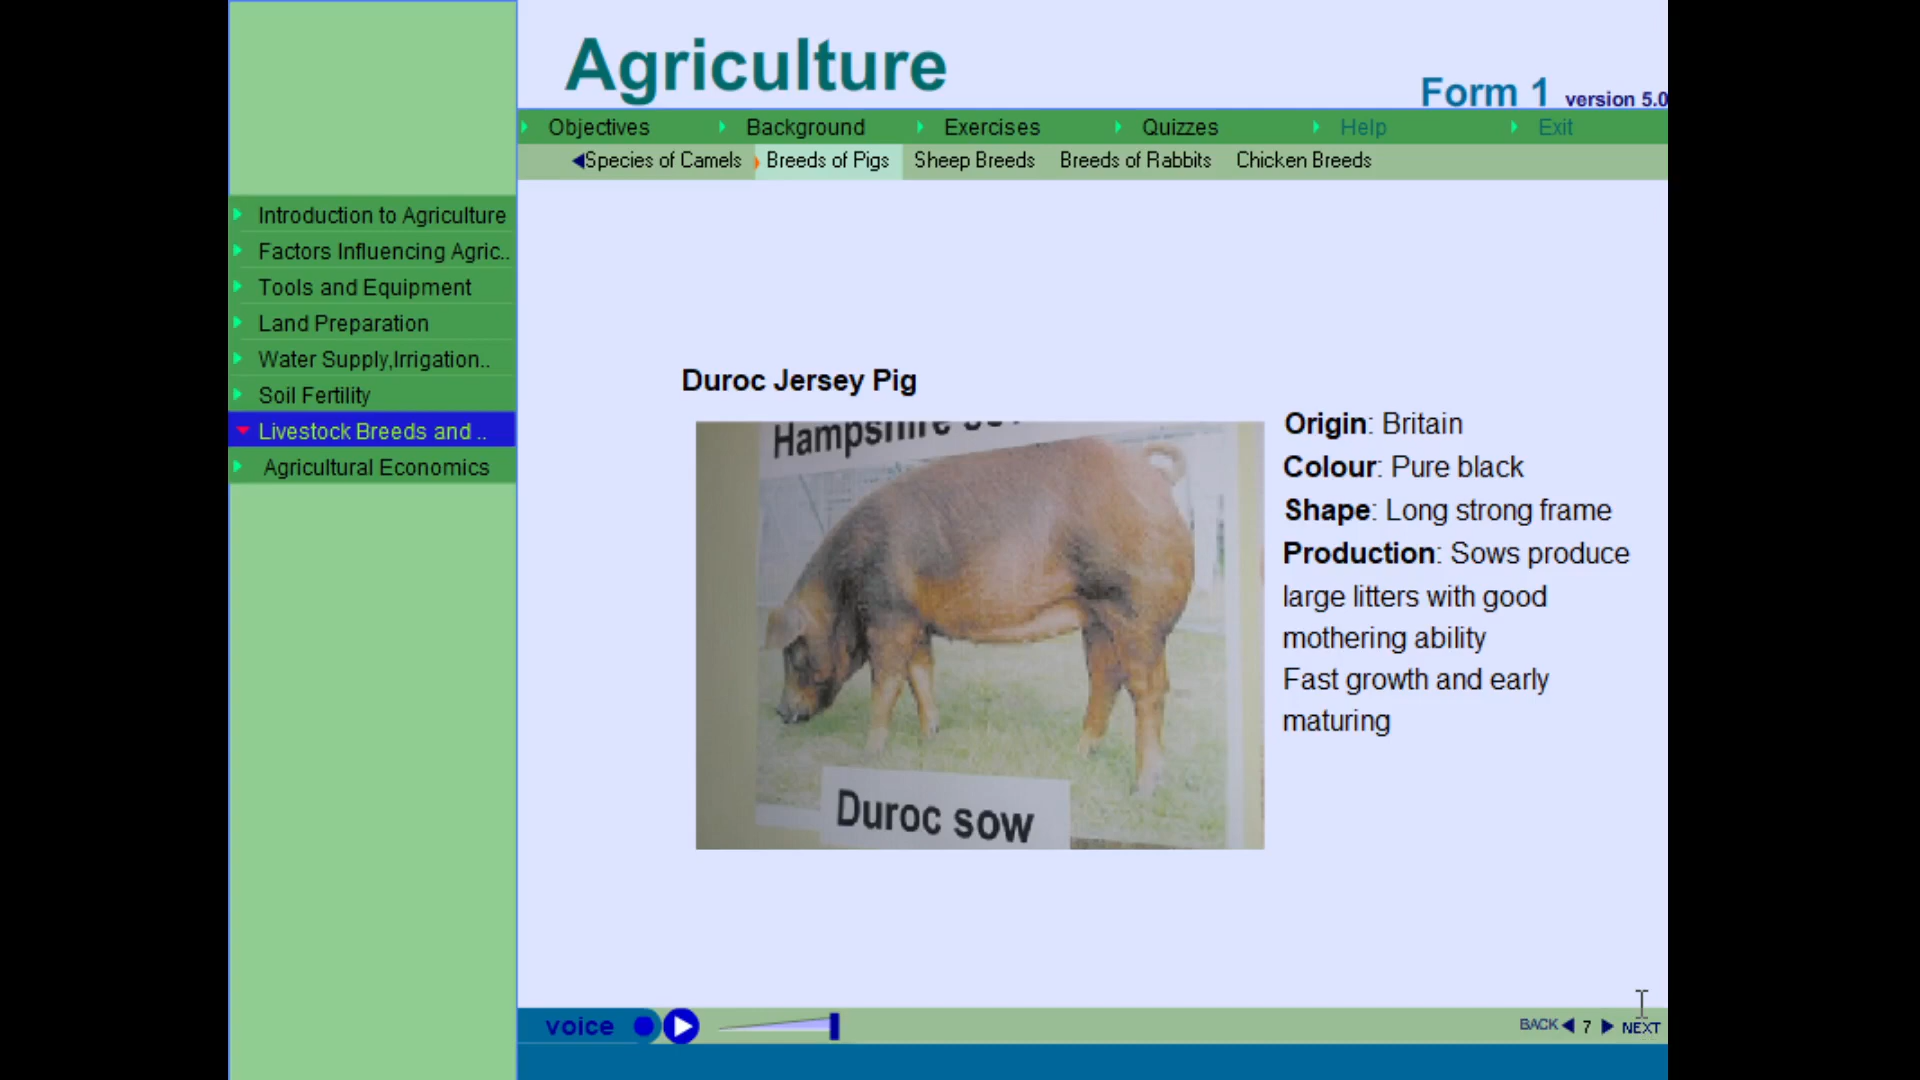 Agriculture
Form 1 version 5.0
Objectives Background Exercises Quizzes Help Exit
Species of Camels Breeds of Pigs Sheep Breeds Breeds of Rabbits Chicken Breeds
Introduction to Agriculture
Factors Influencing Agric..
Tools and Equipment
Land Preparation
Water Supply,Irrigation..
Soil Fertility
Livestock Breeds and ..
Agricultural Economics
Duroc Jersey Pig
Hampshire
Duroc sow
Origin: Britain
Colour: Pure black
Shape: Long strong frame
Production: Sows produce
large litters with good
mothering ability
Fast growth and early
maturing
voice
BACK 7 NEXT